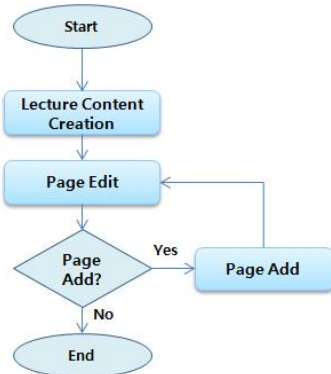 Start
Lecture Content
Creation
Page Edit
Page
Add?
Yes
Page Add
No
End